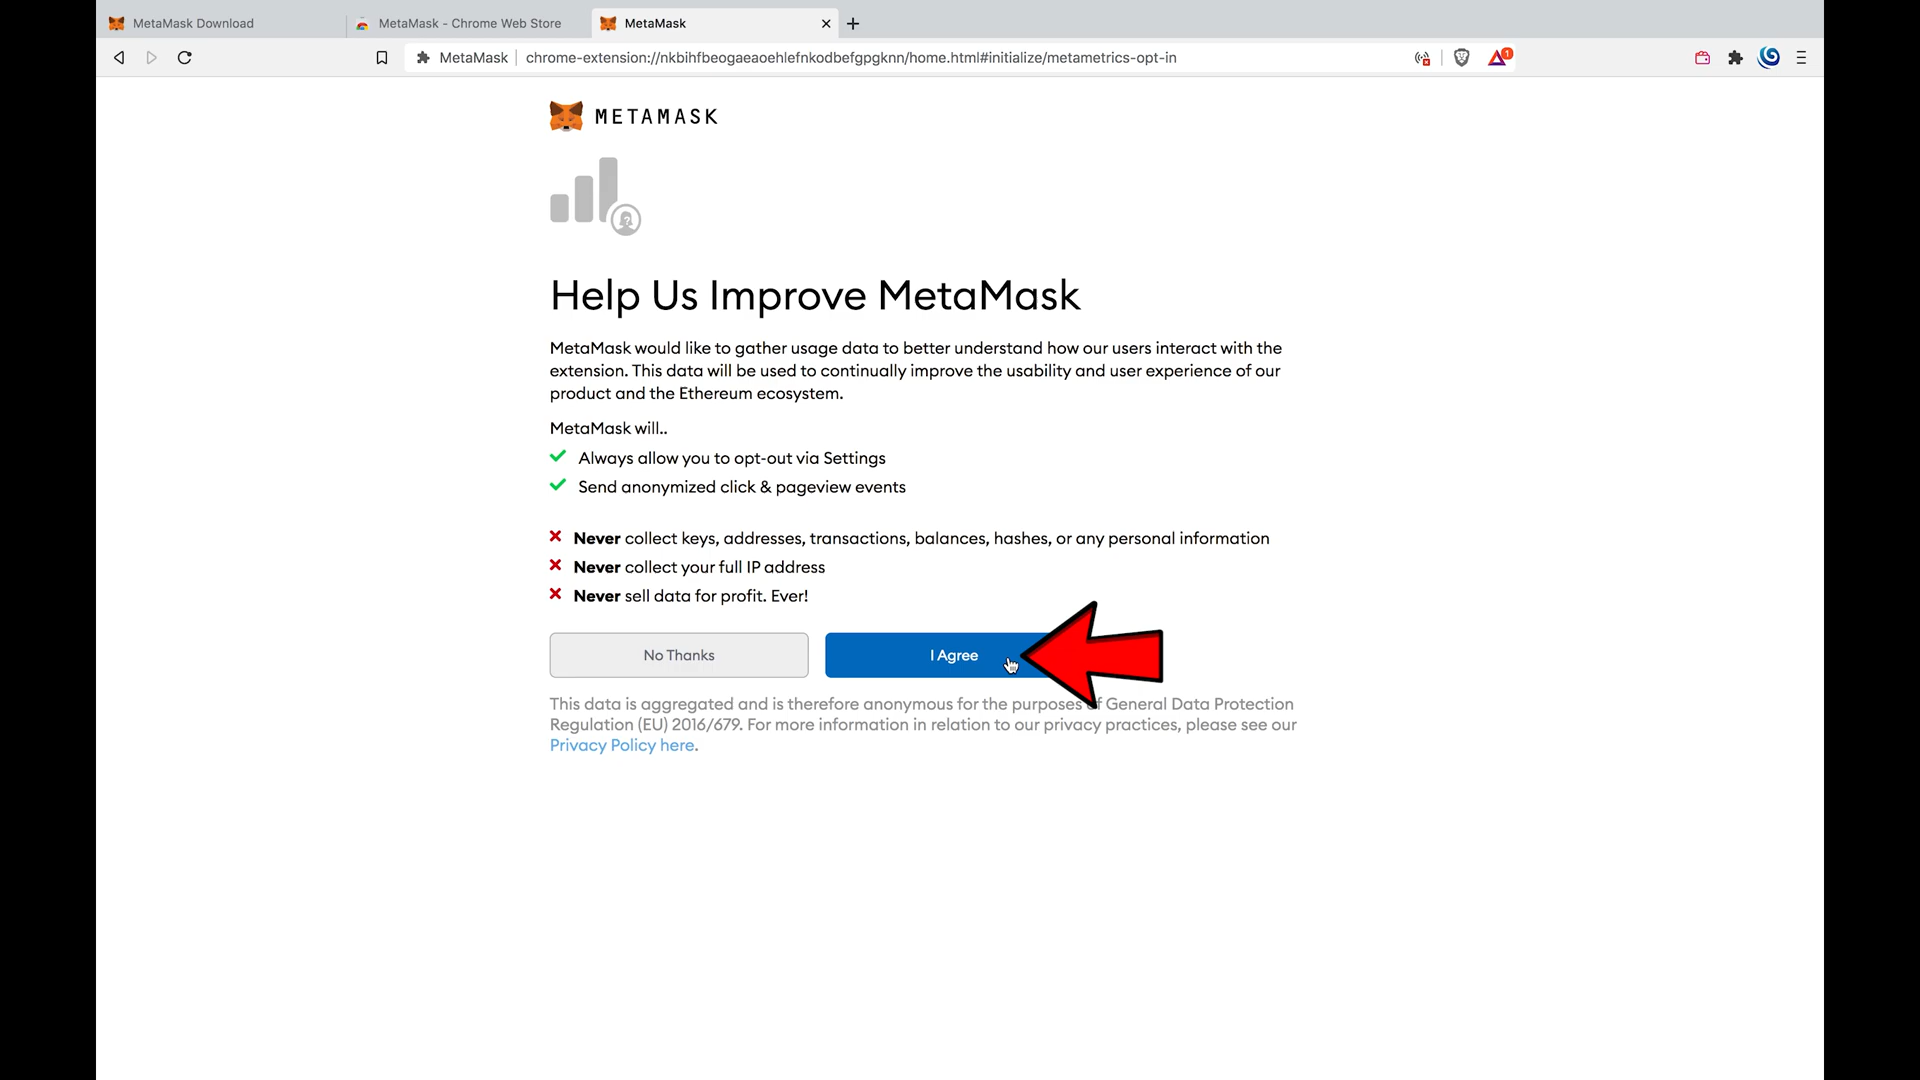 MetaMask Download
MetaMask - Chrome Web Store
MetaMask
MetaMask
chrome-extension://nkbihfbeogaeaoehlefnkodbefgpgknn/home.html#initialize/metametrics-opt-in
1
METAMASK
Help Us Improve MetaMask
MetaMask would like to gather usage data to better understand how our users interact with the
extension. This data will be used to continually improve the usability and user experience of our
product and the Ethereum ecosystem.
MetaMask will..
Always allow you to opt-out via Settings
Send anonymized click & pageview events
Never collect keys, addresses, transactions, balances, hashes, or any personal information
Never collect your full IP address
Never sell data for profit. Ever!
No Thanks
I Agree
This data is aggregated and is therefore anonymous for the purposes of General Data Protection
Regulation (EU) 2016/679. For more information in relation to our privacy practices, please see our
Privacy Policy here.